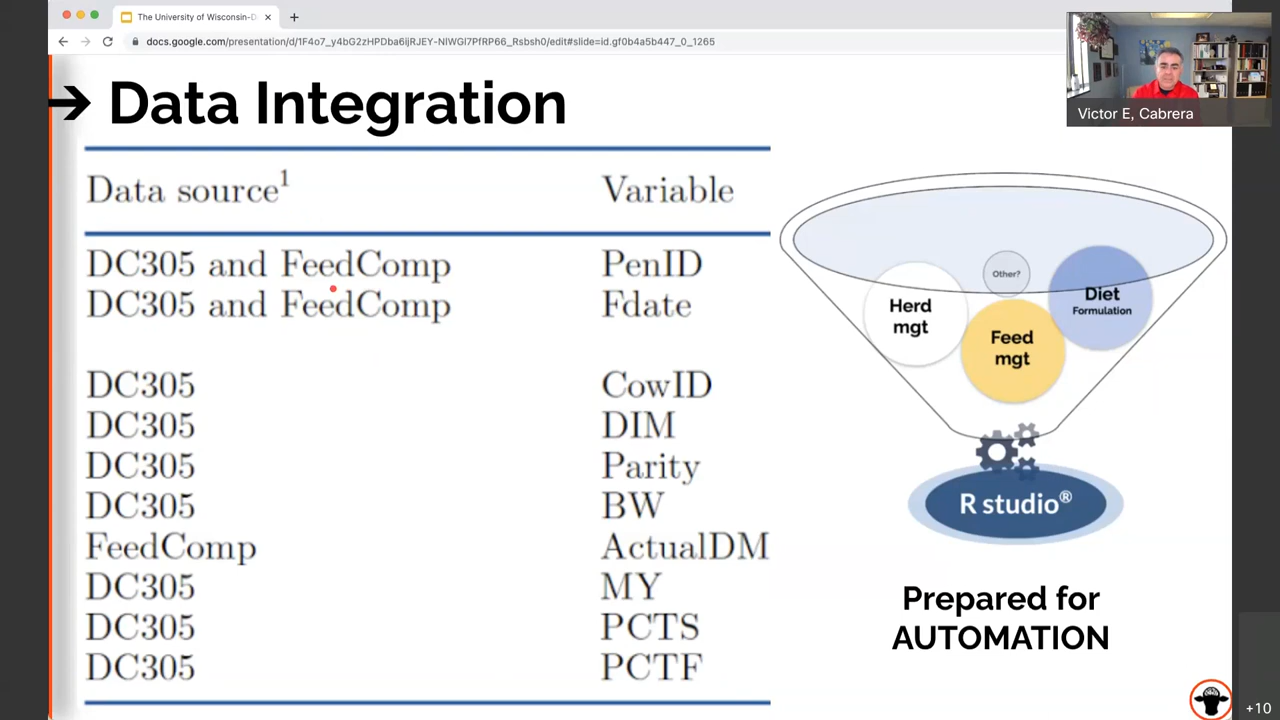 The University of Wisconsin-D
docs.google.com/presentation/d/1F4o7_y4bG2zHPDba6ljRJEY-NIWGl7PfRP66_Rsbsh0/edit#slide=id.gf0b4a5b447_0_1265
Victor E, Cabrera
→ Data Integration
Data source¹ Variable
DC305 and FeedComp PenID
DC305 and FeedComp Fdate
DC305 CowID
DC305 DIM
DC305 Parity
DC305 BW
FeedComp ActualDM
DC305 MY
DC305 PCTS
DC305 PCTF
Other?
Herd
mgt
Feed
mgt
Diet
Formulation
R studio®
Prepared for
AUTOMATION
+10